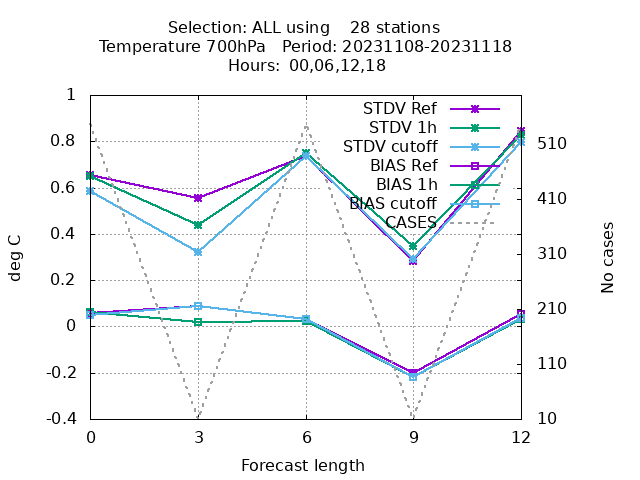 Selection: ALL using    28 stations
Temperature 700hPa   Period: 20231108-20231118
Hours: 00,06,12,18
STDV Ref
STDV 1h
STDV cutoff
BIAS Ref
BIAS 1h
BIAS cutoff
CASES
1
0.8
0.6
0.4
0.2
0
-0.2
-0.4
deg C
510
410
310
210
110
10
No cases
0 3 6 9 12
Forecast length